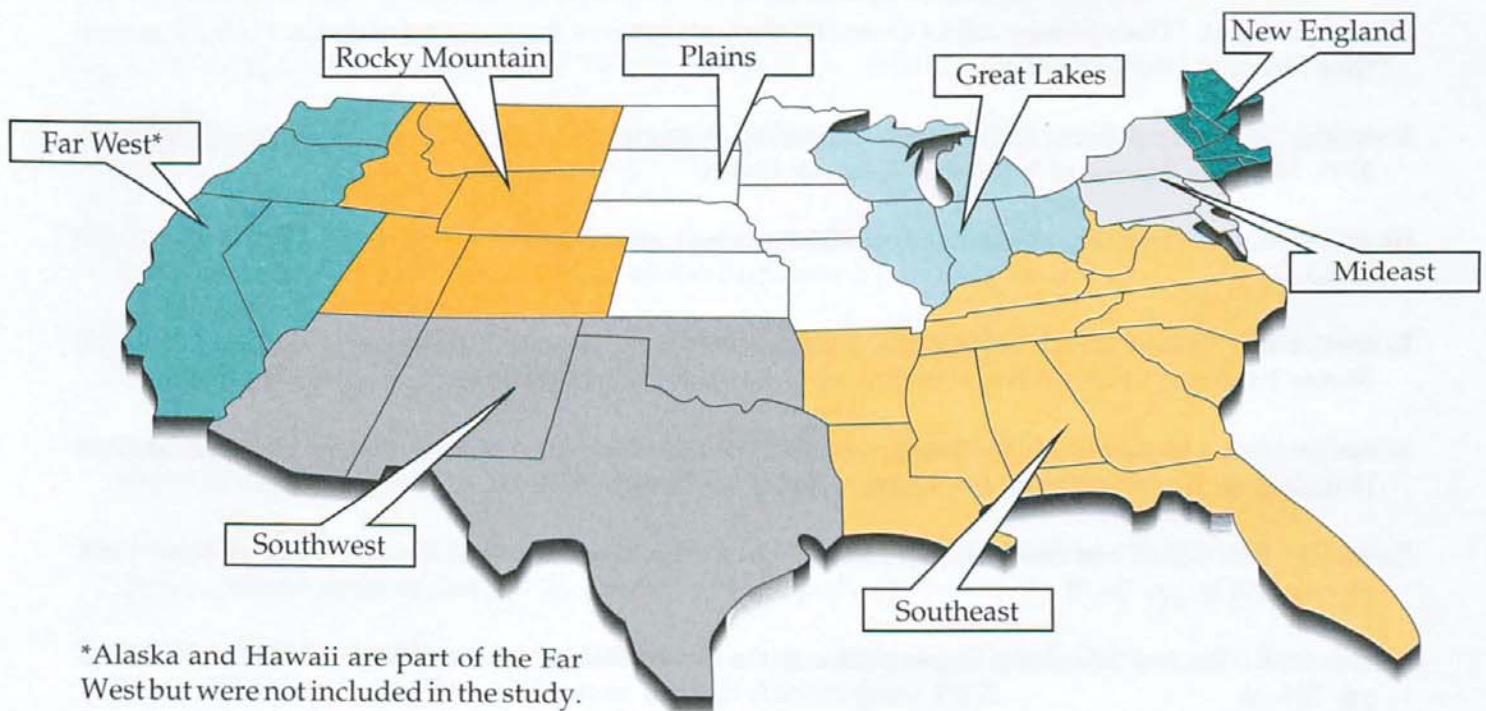 New England
Rocky Mountain
Plains
Great Lakes
Far West*
Mideast
Southwest
Southeast
*Alaska and Hawaii are part of the Far
West but were not included in the study.